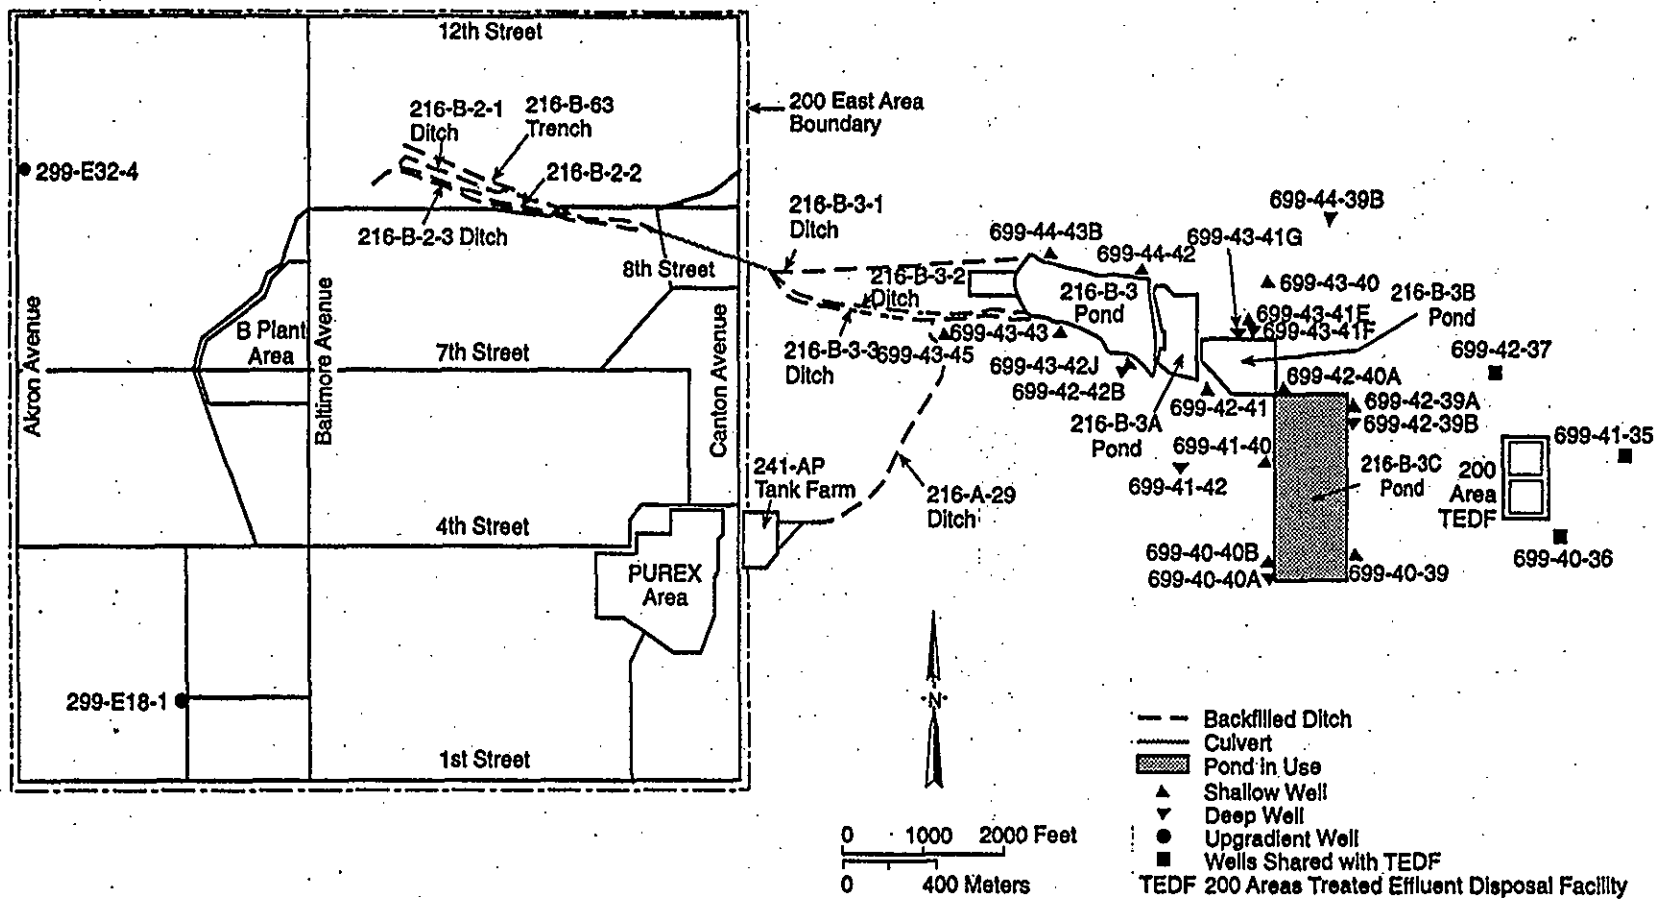 12th Street
216-B-2-1
Ditch
216-B-63
Trench
200 East Area
Boundary
299-E32-4
216-B-2-2
216-B-2-3 Ditch
216-B-3-1
Ditch
699-44-39B
699-44-43B
699-43-41G
699-44-42
8th Street
216-B-3-2
Ditch
216-B-3
Pond
699-43-40
216-B-3B
Pond
Akron Avenue
B Plant
Area
Baltimore Avenue
Canton Avenue
699-43-41E
699-43-41F
699-43-43
7th Street
216-B-3-3
Ditch
699-43-45
699-43-42J
699-42-42B
699-42-37
699-42-40A
699-42-41
699-42-39A
699-42-39B
216-B-3A
Pond
699-41-40
699-41-35
241-AP
Tank Farm
699-41-42
216-B-3C
Pond
200
Area
TEDF
216-A-29
Ditch
4th Street
699-40-40B
699-40-40A
699-40-39
699-40-36
PUREX
Area
N
299-E18-1
1st Street
Backfilled Ditch
Culvert
Pond in Use
Shallow Well
Deep Well
Upgradient Well
Wells Shared with TEDF
TEDF 200 Areas Treated Effluent Disposal Facility
0 1000 2000 Feet
0 400 Meters